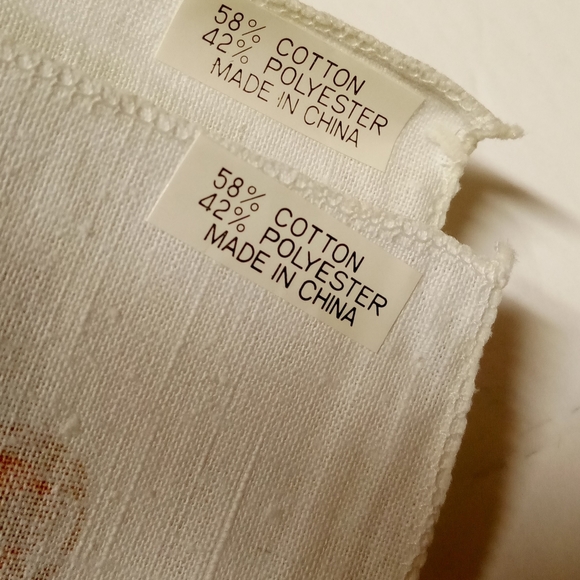 58% COTTON
42% POLYESTER
MADE IN CHINA
58% COTTON
42% POLYESTER
MADE IN CHINA